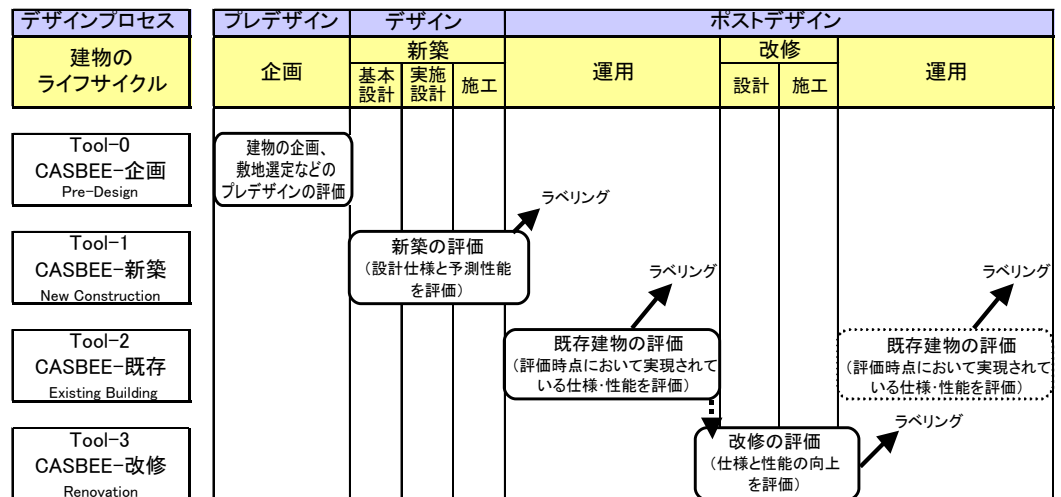 デザインプロセス
プレデザイン
デザイン
ポストデザイン
建物の
ライフサイクル
企画
新築
基本
設計
実施
設計
施工
運用
改修
設計
施工
運用
Tool-0
CASBEE-企画
Pre-Design
建物の企画、
敷地選定などの
プレデザインの評価
ラベリング
Tool-1
CASBEE-新築
New Construction
新築の評価
(設計仕様と予測性能
を評価)
ラベリング
ラベリング
Tool-2
CASBEE-既存
Existing Building
既存建物の評価
(評価時点において実現されて
いる仕様・性能を評価)
既存建物の評価
(評価時点において実現されて
いる仕様・性能を評価)
ラベリング
Tool-3
CASBEE-改修
Renovation
改修の評価
(仕様と性能の向上
を評価)